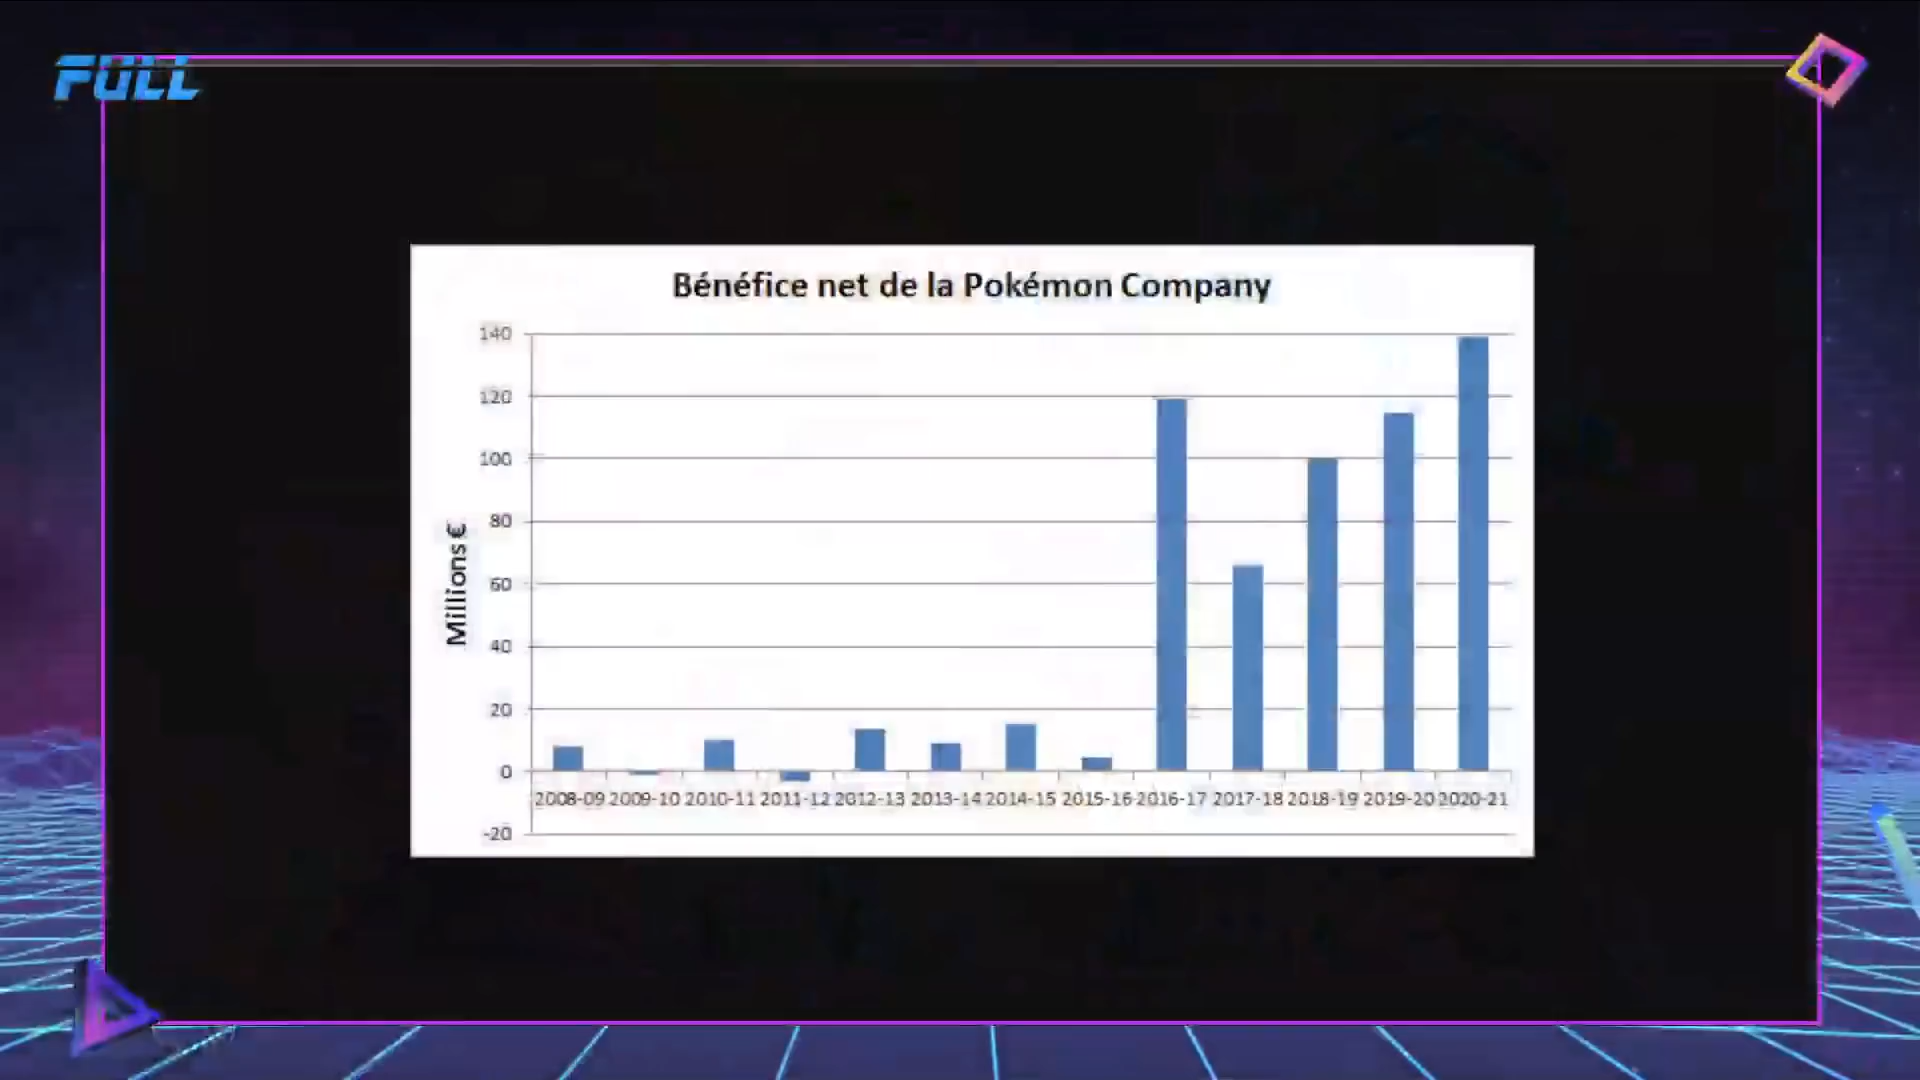 FULL
Bénéfice net de la Pokémon Company
140
120
100
80
60
40
20
0
-20
Millions €
2008-09 2009-10 2010-11 2011-12 2012-13 2013-14 2014-15 2015-16 2016-17 2017-18 2018-19 2019-20 2020-21